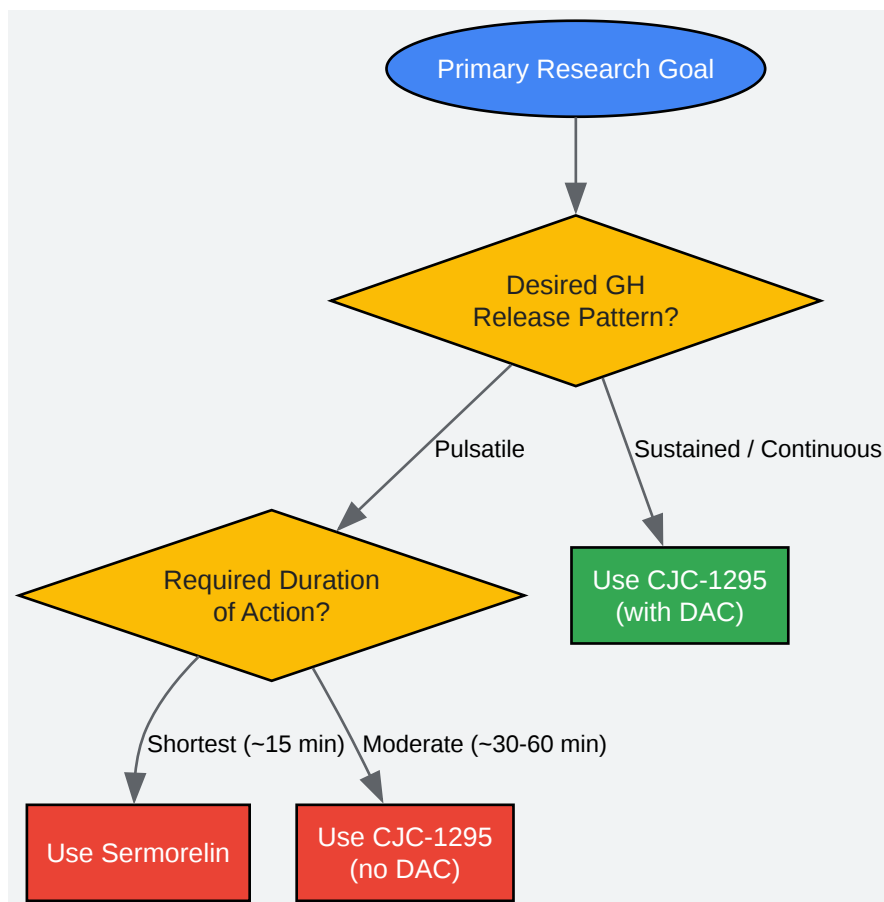 Primary Research Goal
Desired GH
Release Pattern?
Pulsatile
Sustained / Continuous
Required Duration
of Action?
Use CJC-1295
(with DAC)
Shortest (~15 min)
Moderate (~30-60 min)
Use Sermorelin
Use CJC-1295
(no DAC)